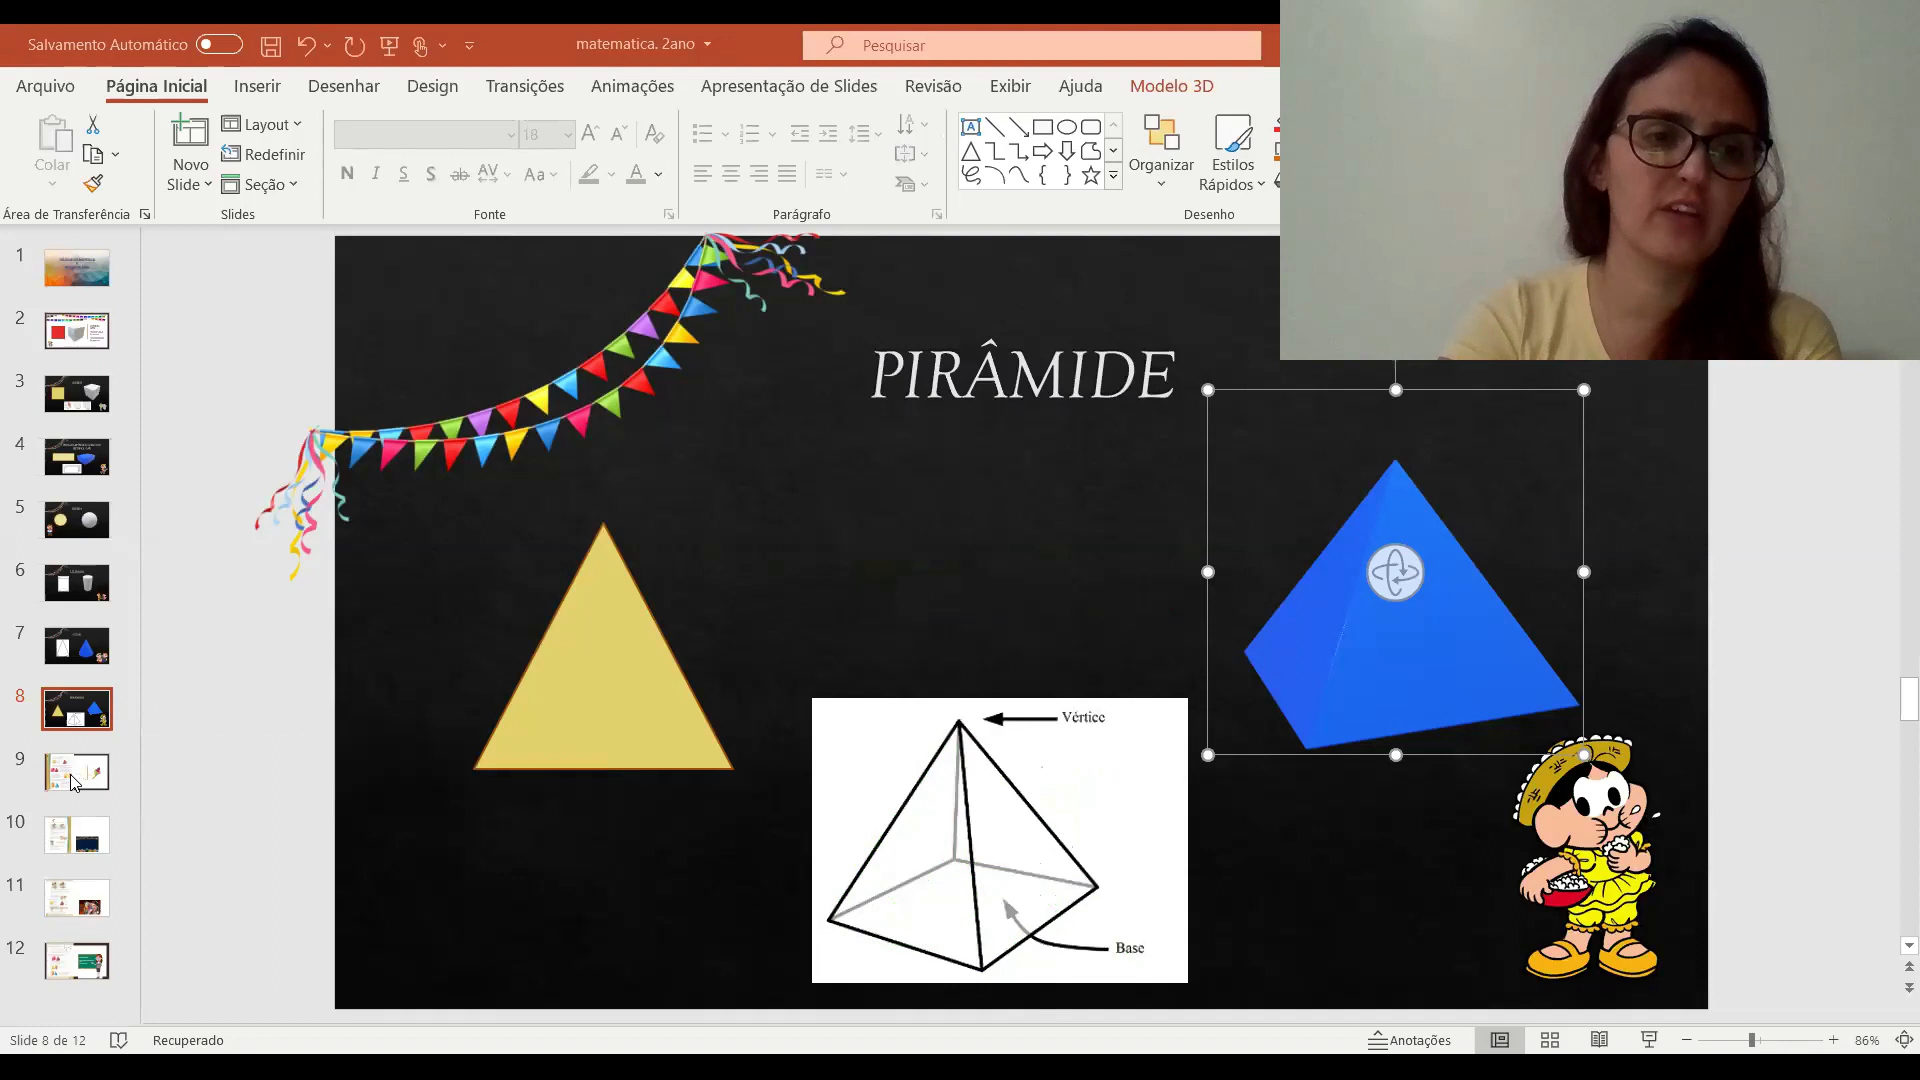 Salvamento Automático
matematica. 2ano
Pesquisar
Arquivo
Página Inicial
Inserir
Desenhar
Design
Transições
Animações
Apresentação de Slides
Revisão
Exibir
Ajuda
Modelo 3D
Colar
Novo
Slide
Layout
Redefinir
Seção
18
N
I
S
S
ab
AV
Aa
A
Organizar
Estilos
Rápidos
Área de Transferência
Slides
Fonte
Parágrafo
Desenho
1
2
3
4
5
6
7
8
9
10
11
12
PIRÂMIDE
Vértice
Base
Slide 8 de 12
Recuperado
Anotações
86%